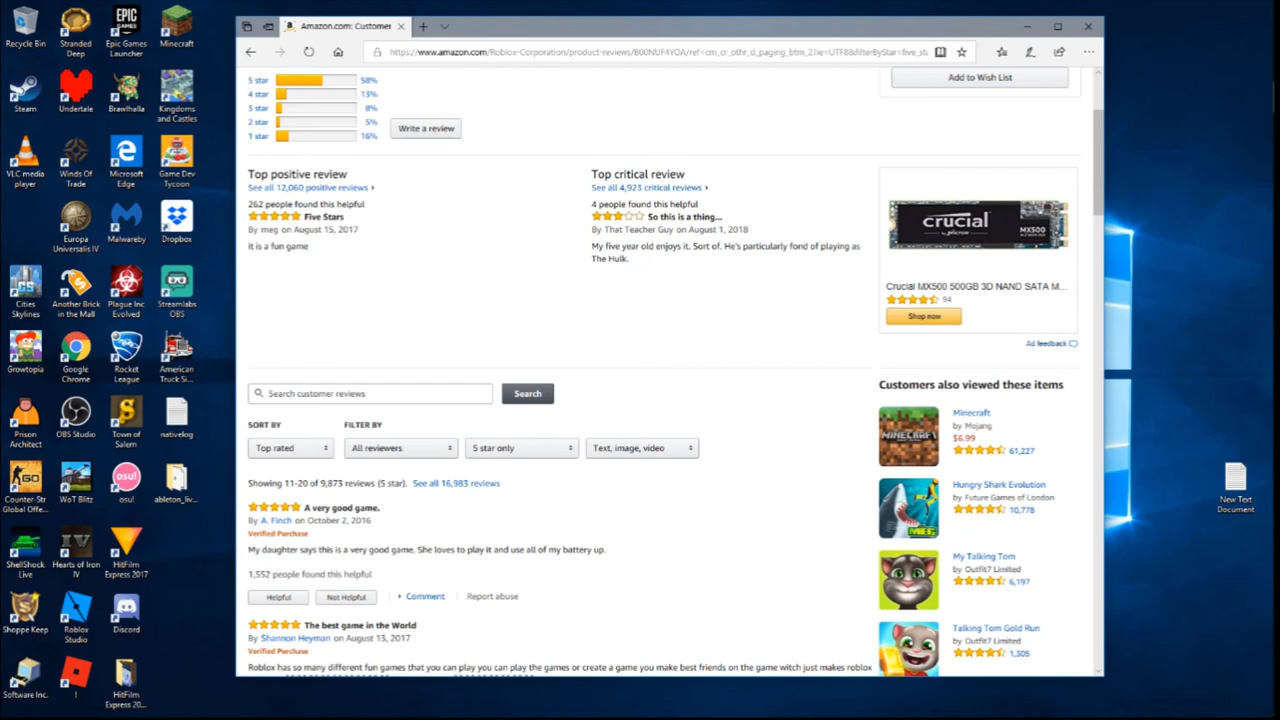 Recycle Bin
Stranded Deep
Epic Games Launcher
Minecraft
Steam
Undertale
Brawlhalla
Kingdoms and Castles
VLC media player
Winds Of Trade
Microsoft Edge
Game Dev Tycoon
Europa Universalis IV
Malwareby
Dropbox
Cities Skylines
Another Brick in the Mall
Plague Inc Evolved
Streamlabs OBS
Growtopia
Google Chrome
Rocket League
American Truck Si...
Prison Architect
OBS Studio
Town of Salem
nativelog
Counter-Str Global Offe...
WoT Blitz
osu!
ableton_liv...
ShellShock Live
Hearts of Iron IV
HitFilm Express 2017
Shoppe Keep
Roblox Studio
Discord
Software Inc.
!
HitFilm Express 20...
New Text Document
Amazon.com: Customer
https://www.amazon.com/Roblox-Corporation/product-reviews/B00NUF4YOA/ref=cm_cr_othr_d_paging_btm_2?ie=UTF8&filterByStar=five_st
5 star 58%
4 star 13%
3 star 8%
2 star 5%
1 star 16%
Write a review
Add to Wish List
Top positive review
See all 12,060 positive reviews ›
262 people found this helpful
Five Stars
By meg on August 15, 2017
it is a fun game
Top critical review
See all 4,923 critical reviews ›
4 people found this helpful
So this is a thing...
By That Teacher Guy on August 1, 2018
My five year old enjoys it. Sort of. He's particularly fond of playing as
The Hulk.
crucial
MX500
Crucial MX500 500GB 3D NAND SATA M...
94
Shop now
Ad feedback
Search customer reviews
Search
SORT BY
FILTER BY
Top rated
All reviewers
5 star only
Text, image, video
Showing 11-20 of 9,873 reviews (5 star). See all 16,983 reviews
A very good game.
By A. Finch on October 2, 2016
Verified Purchase
My daughter says this is a very good game. She loves to play it and use all of my battery up.
1,552 people found this helpful
Helpful
Not Helpful
Comment
Report abuse
The best game in the World
By Shannon Heyman on August 13, 2017
Verified Purchase
Roblox has so many different fun games that you can play you can play the games or create a game you make best friends on the game witch just makes roblox
Customers also viewed these items
Minecraft
by Mojang
$6.99
61,227
Hungry Shark Evolution
by Future Games of London
10,778
My Talking Tom
by Outfit7 Limited
6,197
Talking Tom Gold Run
by Outfit7 Limited
1,305